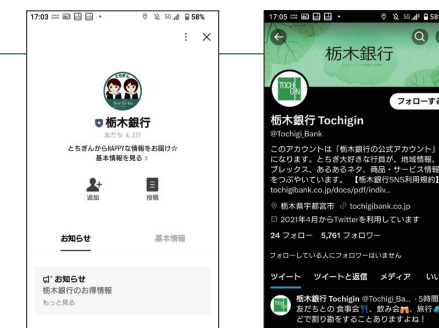 17:03
5G 58%
栃木銀行
友だち 4,221
とちぎんからHAPPYな情報をお届け☆
基本情報を見る >
追加
投稿
お知らせ
基本情報
お知らせ
栃木銀行のお得情報
もっと見る
17:05
5G 58
栃木銀行
TOCHI
GIN
フォローする
栃木銀行 Tochigin
@Tochigi_Bank
このアカウントは「栃木銀行の公式アカウント」
になります。とちぎ大好きな行員が、地域情報、
ブレックス、あるあるネタ、商品・サービス情報
をつぶやいています。【栃木銀行SNS利用規約】
tochigibank.co.jp/docs/pdf/indiv...
栃木県宇都宮市 tochigibank.co.jp
2021年4月からTwitterを利用しています
24 フォロー 5,761 フォロワー
フォローしている人にフォロワーはいません
ツイート ツイートと返信 メディア いい
栃木銀行 Tochigin @Tochigi_Ba... · 5時間
友だちとの 食事会、飲み会、旅行
どで割り勘をすることありますよね！